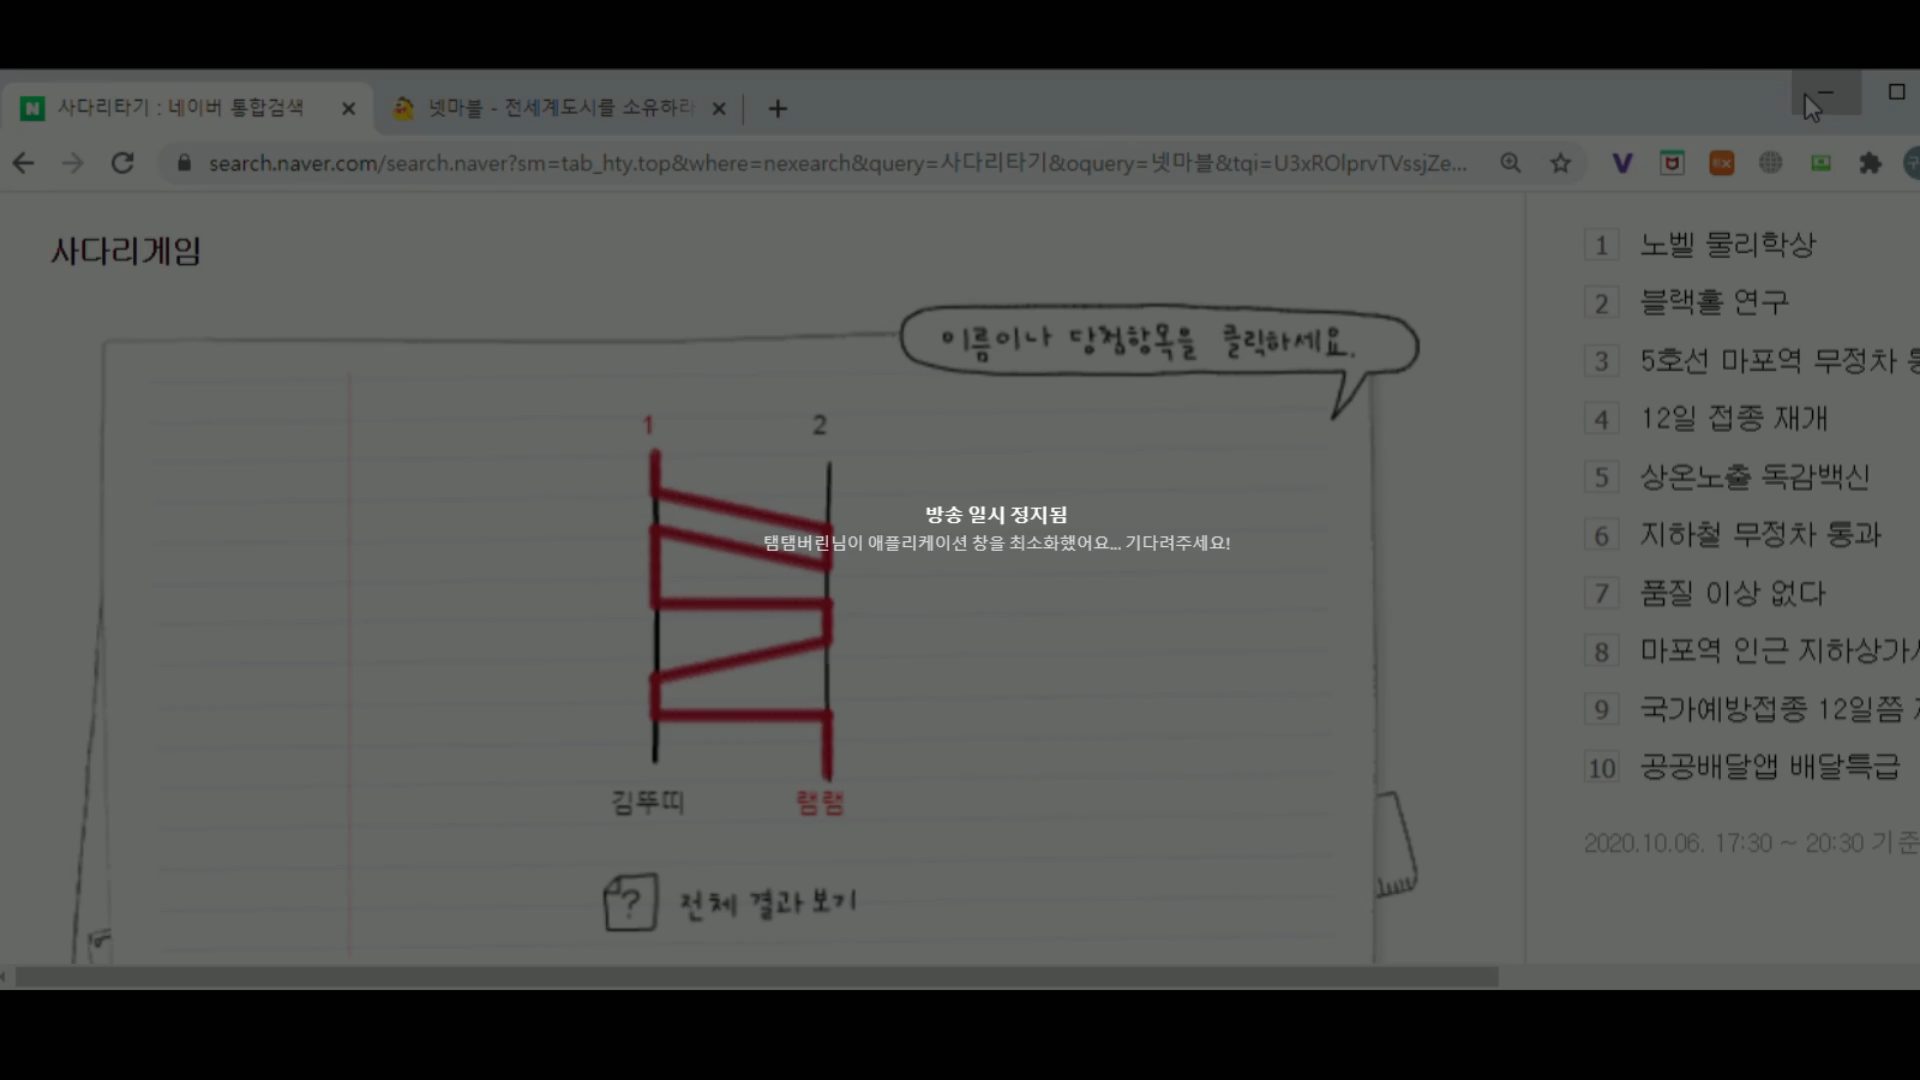 사다리타기 : 네이버 통합검색
넷마블 - 전세계도시를 소유하라
search.naver.com/search.naver?sm=tab_hty.top&where=nexearch&query=사다리타기&oquery=넷마블&tqi=U3xROlprvTVssjZe...
사다리게임
이름이나 당첨항목을 클릭하세요.
1 2
방송 일시 정지됨
탬탬버린님이 애플리케이션 창을 최소화했어요... 기다려주세요!
김뚜띠 램램
? 전체 결과 보기
1 노벨 물리학상
2 블랙홀 연구
3 5호선 마포역 무정차
4 12일 접종 재개
5 상온노출 독감백신
6 지하철 무정차 통과
7 품질 이상 없다
8 마포역 인근 지하상가
9 국가예방접종 12일쯤
10 공공배달앱 배달특급
2020.10.06. 17:30 ~ 20:30 기준